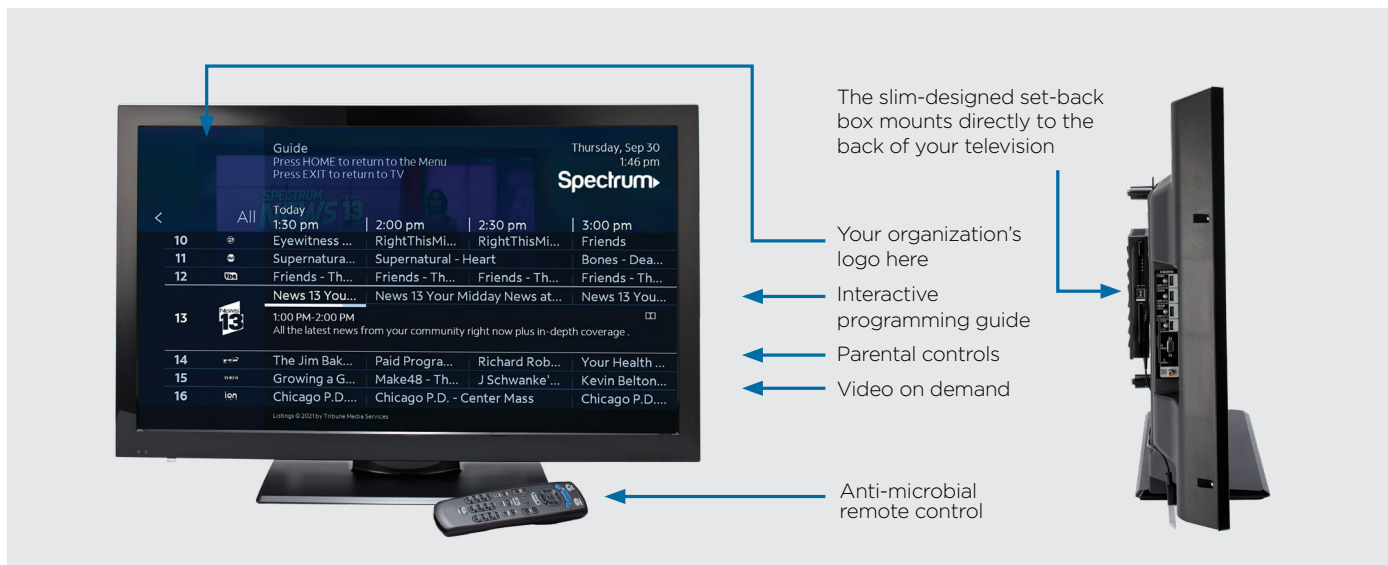 Guide
Press HOME to return to the Menu
Press EXIT to return to TV
Thursday, Sep 30
1:46 pm
Spectrum
SPECTRUM
NEWS 13
< All
Today
1:30 pm 2:00 pm 2:30 pm 3:00 pm
10 Eyewitness ... RightThisMi... RightThisMi... Friends
11 Supernatura... Supernatural - Heart Bones - Dea...
12 tbs Friends - Th... Friends - Th... Friends - Th... Friends - Th...
News 13 You... News 13 Your Midday News at... News 13 You...
13 NEWS 13 1:00 PM-2:00 PM
All the latest news from your community right now plus in-depth coverage .
14 The Jim Bak... Paid Progra... Richard Rob... Your Health ...
15 Growing a G... Make48 - Th... J Schwanke'... Kevin Belton...
16 ion Chicago P.D.... Chicago P.D. - Center Mass Chicago P.D....
Listings © 2021 by Tribune Media Services
The slim-designed set-back
box mounts directly to the
back of your television
Your organization's
logo here
Interactive
programming guide
Parental controls
Video on demand
Anti-microbial
remote control